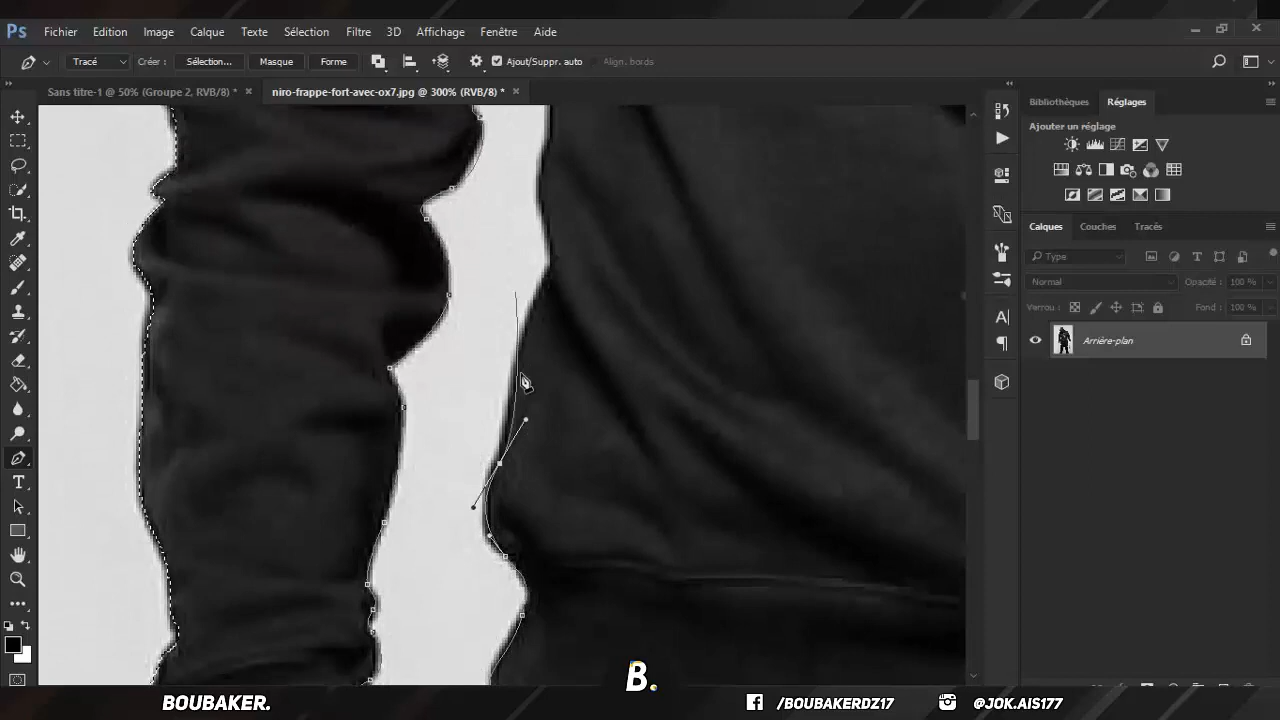 Ps Fichier Edition Image Calque Texte Sélection Filtre 3D Affichage Fenêtre Aide
Tracé Créer : Sélection... Masque Forme Ajout/Suppr. auto Align. bords
Sans titre-1 @ 50% (Groupe 2, RVB/8) * niro-frappe-fort-avec-ox7.jpg @ 300% (RVB/8) *
Bibliothèques Réglages
Ajouter un réglage
Calques Couches Tracés
Type
Normal Opacité : 100 %
Verrou : Fond : 100 %
Arrière-plan
B.
BOUBAKER. /BOUBAKERDZ17 @JOK.AIS177